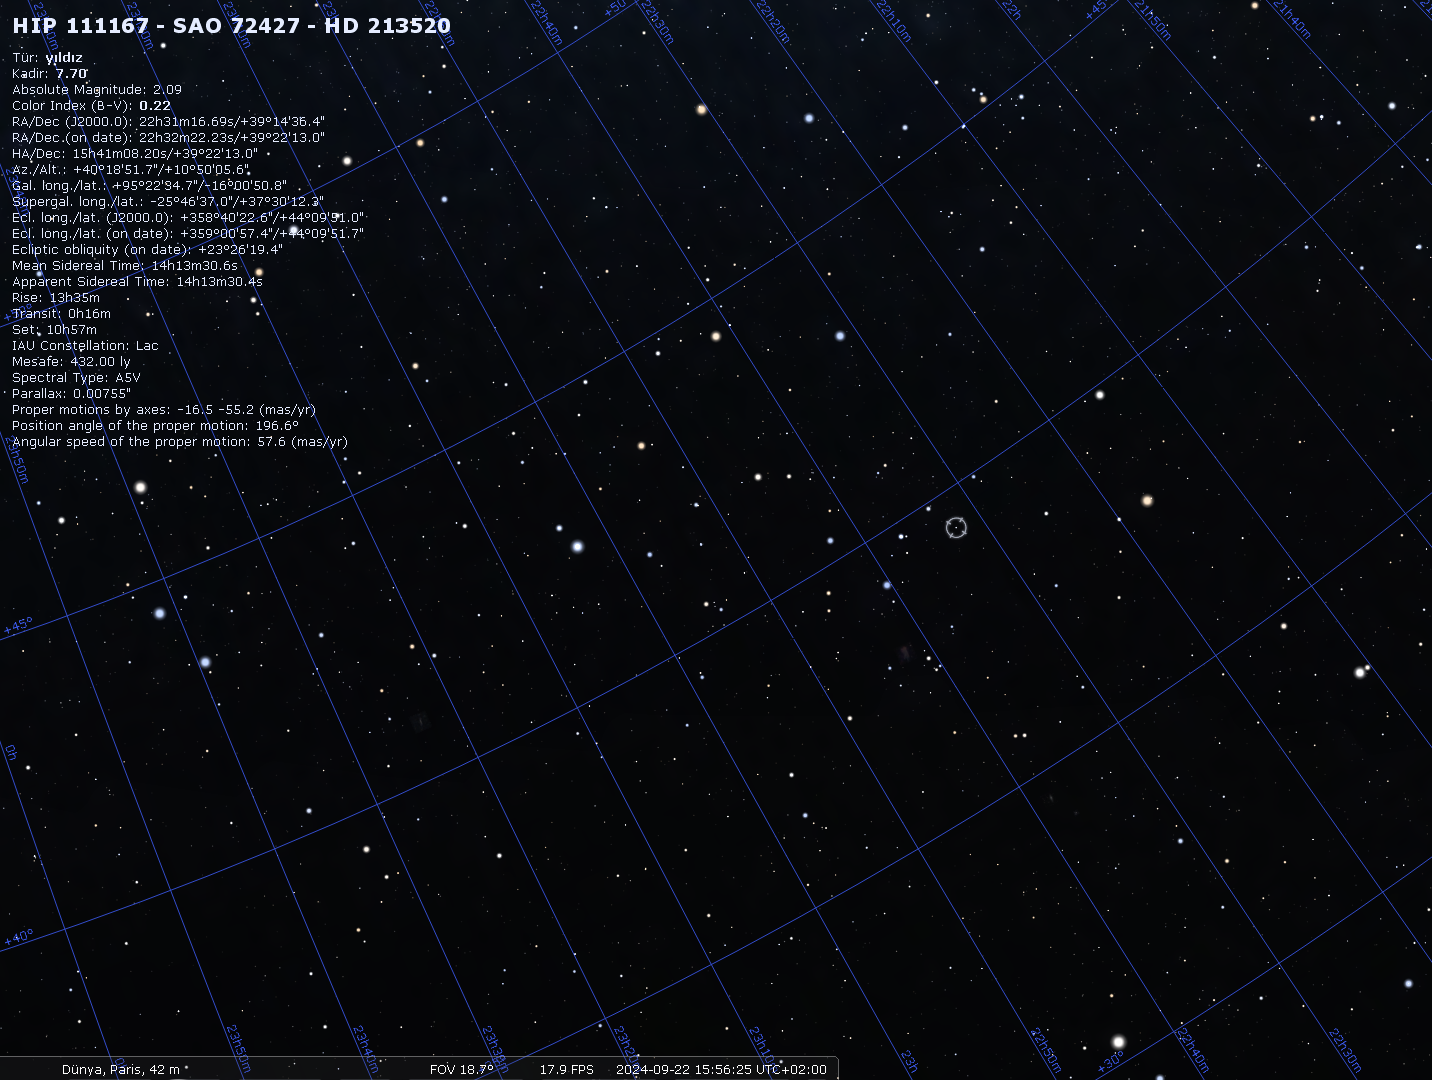 HIP 111167 - SAO 72427 - HD 213520
Tür: yıldız
Kadir: 7.70
Absolute Magnitude: 2.09
Color Index (B-V): 0.22
RA/Dec (J2000.0): 22h31m16.69s/+39°14'36.4"
RA/Dec (on date): 22h32m22.23s/+39°22'13.0"
HA/Dec: 15h41m08.20s/+39°22'13.0"
Az./Alt.: +40°18'51.7"/+10°50'05.6"
Gal. long./lat.: +95°22'34.7"/-16°00'50.8"
Supergal. long./lat.: -25°46'37.0"/+37°30'12.3"
Ecl. long./lat. (J2000.0): +358°40'22.6"/+44°09'51.0"
Ecl. long./lat. (on date): +359°00'57.4"/+44°09'51.7"
Ecliptic obliquity (on date): +23°26'19.4"
Mean Sidereal Time: 14h13m30.6s
Apparent Sidereal Time: 14h13m30.4s
Rise: 13h35m
Transit: 0h16m
Set: 10h57m
IAU Constellation: Lac
Mesafe: 432.00 ly
Spectral Type: A5V
Parallax: 0.00755"
Proper motions by axes: -16.5 -55.2 (mas/yr)
Position angle of the proper motion: 196.6°
Angular speed of the proper motion: 57.6 (mas/yr)
22h40m
+50°
22h30m
22h20m
22h10m
22h
+45°
21h50m
21h40m
+45°
0h
+40°
23h50m
23h40m
23h30m
23h20m
23h10m
23h
22h50m
+30°
22h40m
22h30m
Dünya, Paris, 42 m
FOV 18.7°
17.9 FPS
2024-09-22 15:56:25 UTC+02:00